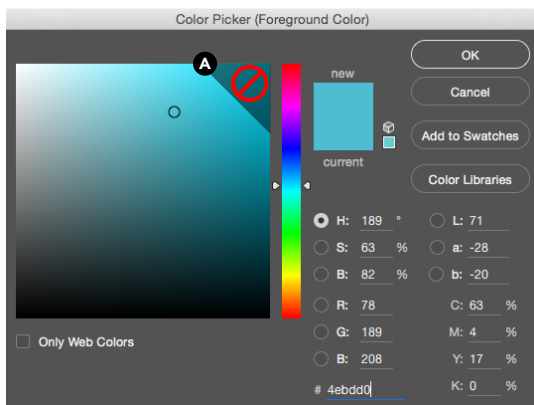 Color Picker (Foreground Color)
A
new
current
OK
Cancel
Add to Swatches
Color Libraries
H: 189 °
L: 71
S: 63 %
a: -28
B: 82 %
b: -20
R: 78
C: 63 %
G: 189
M: 4 %
B: 208
Y: 17 %
# 4ebdd0
K: 0 %
Only Web Colors